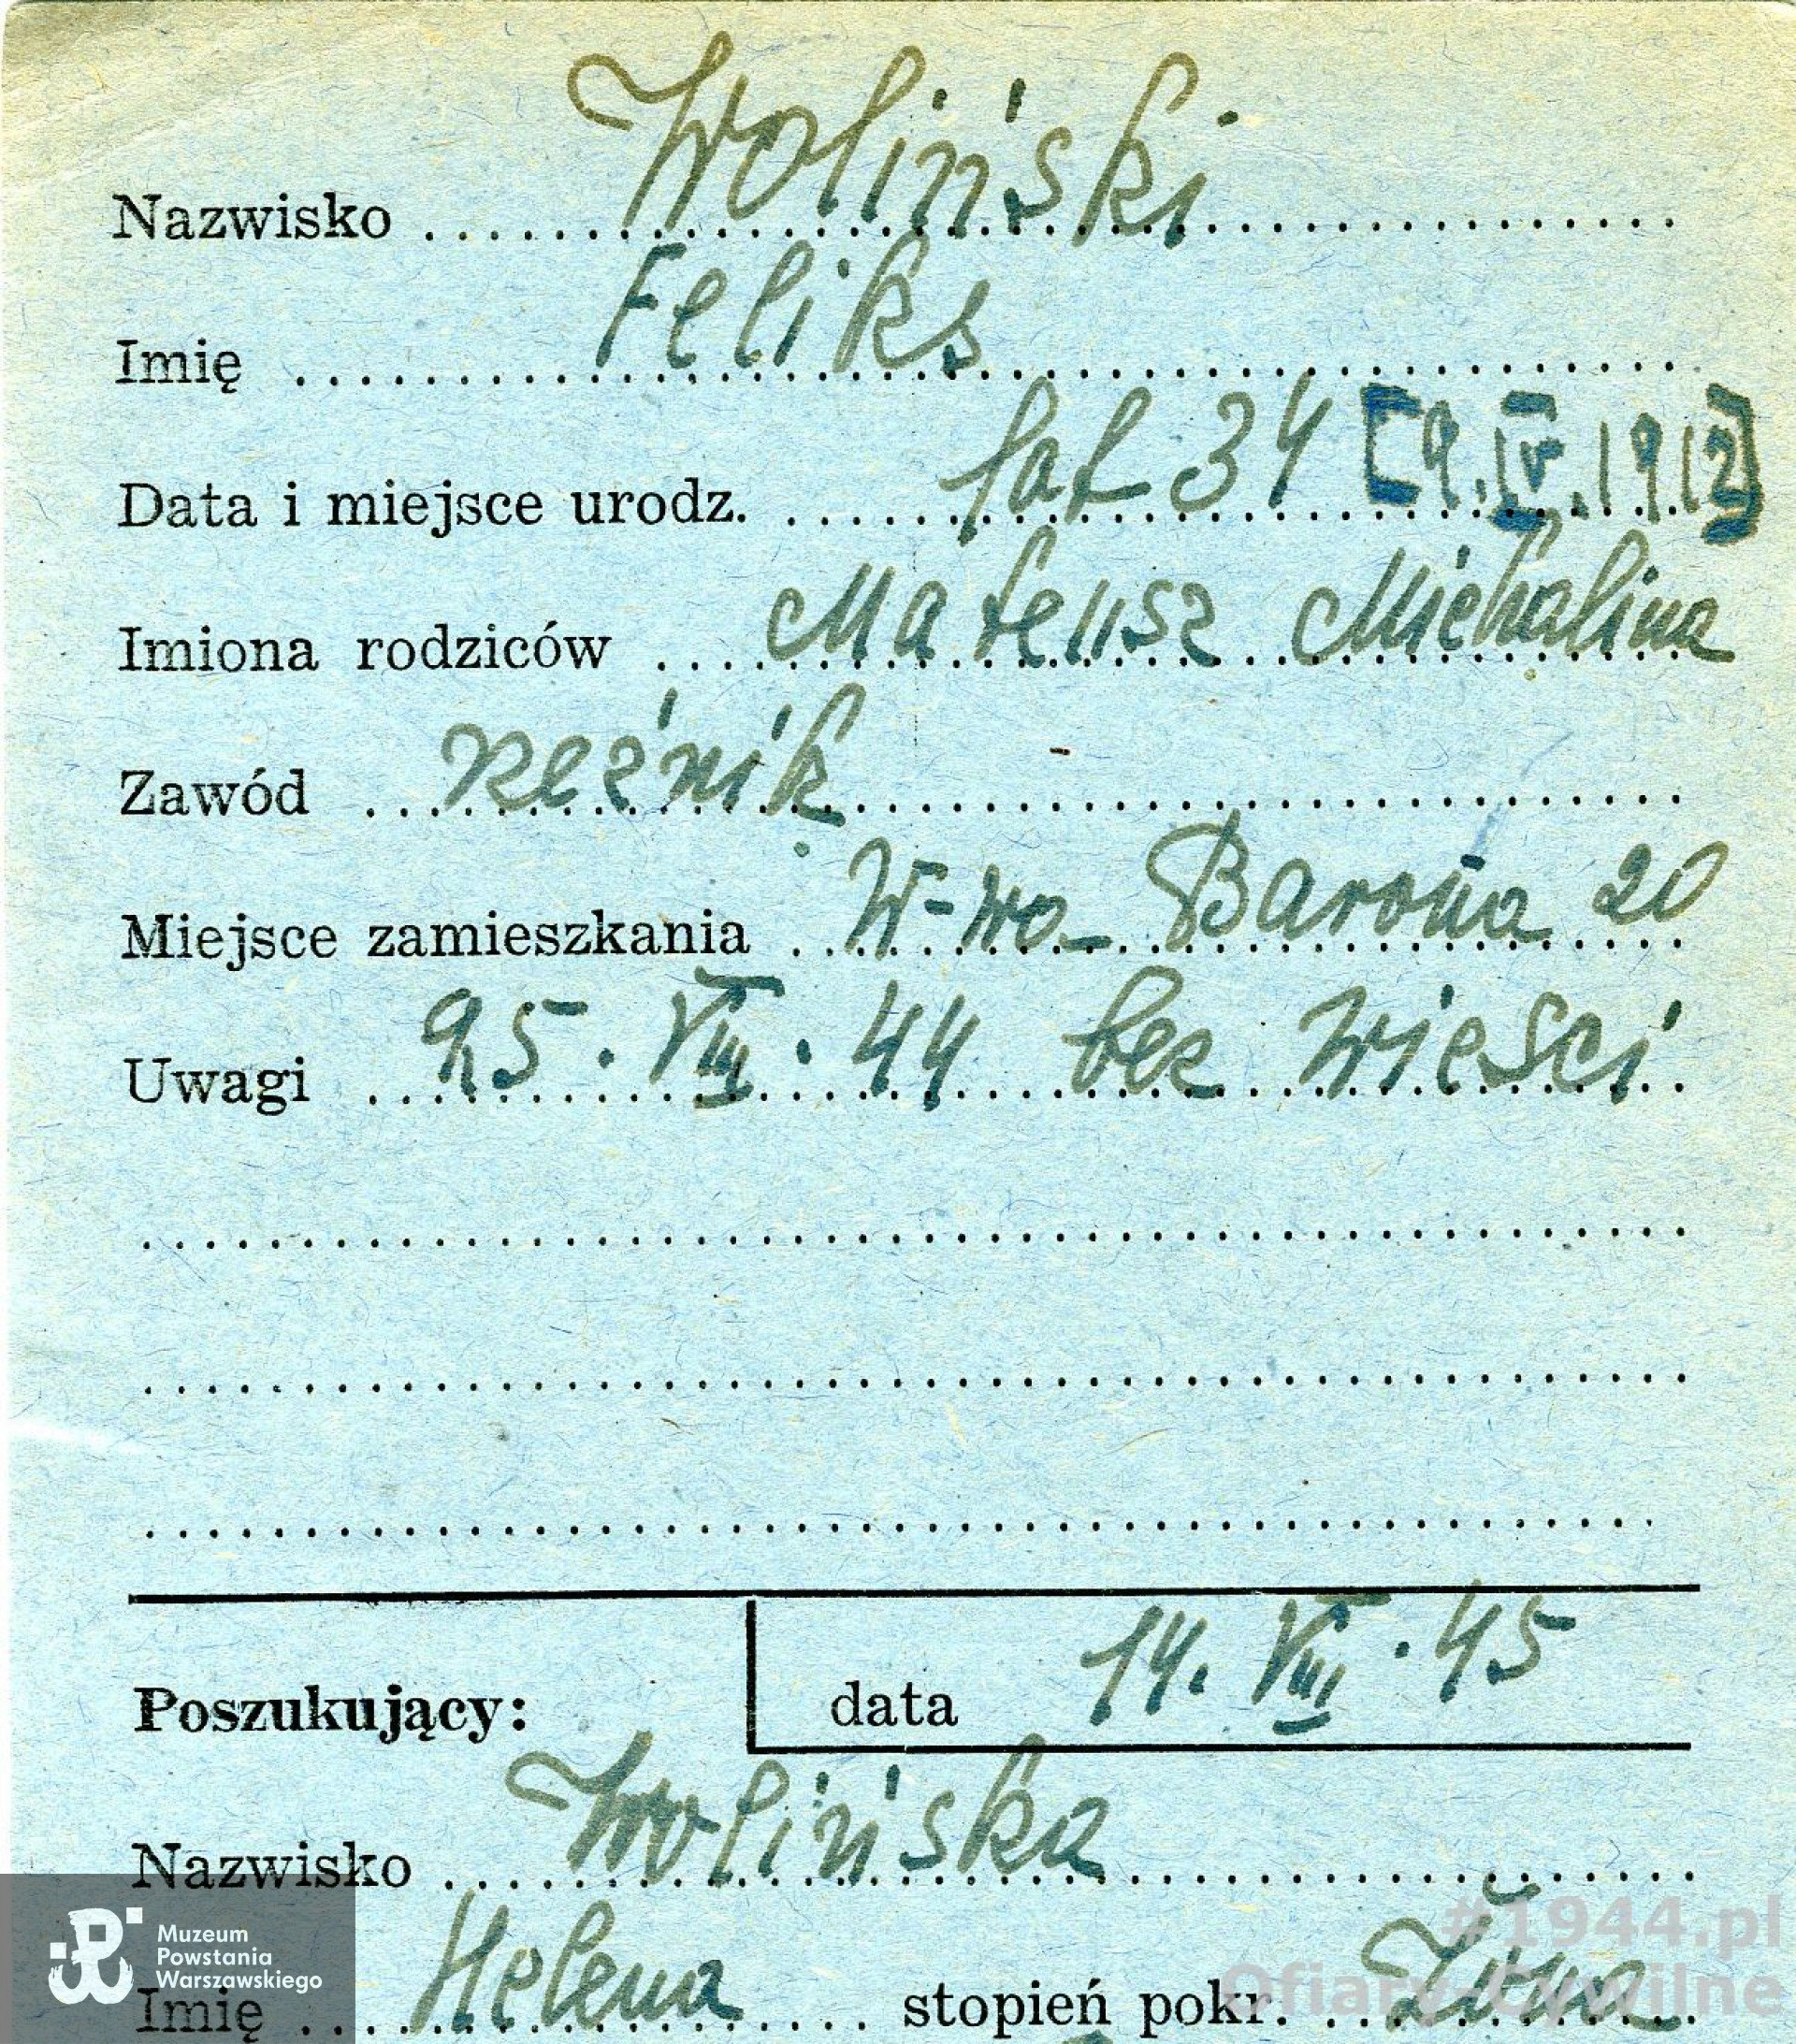 Nazwisko Woliński
Imię Feliks
Data i miejsce urodz. lat 34 [9.IV.1912]
Imiona rodziców Mateusz Michalina
Zawód rzeźnik
Miejsce zamieszkania W-wa Barona 20
Uwagi 25.VIII.44 bez wieści
Poszukujący: data 14.VIII.45
Nazwisko Wolińska
Imię Helena stopień pokr. Żona
Muzeum
Powstania
Warszawskiego
#1944.pl
Ofiary Cywilne